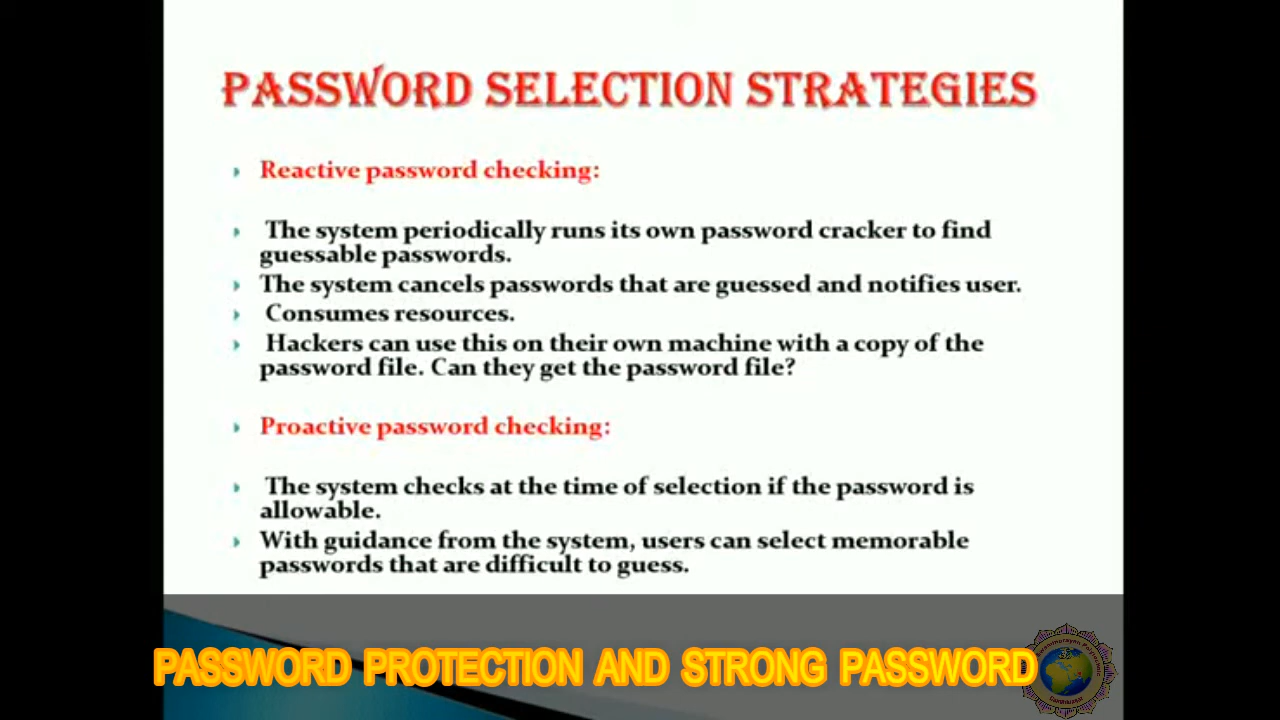 PASSWORD SELECTION STRATEGIES
Reactive password checking:
The system periodically runs its own password cracker to find
guessable passwords.
The system cancels passwords that are guessed and notifies user.
Consumes resources.
Hackers can use this on their own machine with a copy of the
password file. Can they get the password file?
Proactive password checking:
The system checks at the time of selection if the password is
allowable.
With guidance from the system, users can select memorable
passwords that are difficult to guess.
PASSWORD PROTECTION AND STRONG PASSWORD